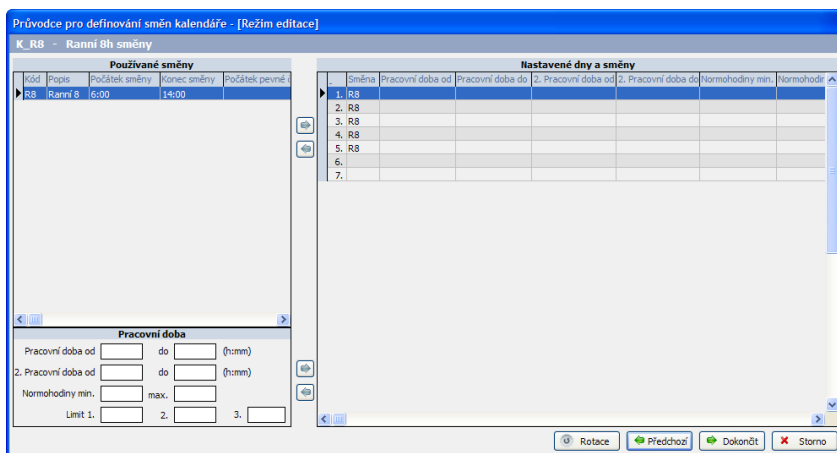 Průvodce pro definování směn kalendáře - [Režim editace]
K_R8 - Ranní 8h směny
Používané směny
Kód Popis Počátek směny Konec směny Počátek pevné
R8 Ranní 8 6:00 14:00
Nastavené dny a směny
Směna Pracovní doba od Pracovní doba do 2. Pracovní doba od 2. Pracovní doba do Normohodiny min. Normohodir
1. R8
2. R8
3. R8
4. R8
5. R8
6.
7.
Pracovní doba
Pracovní doba od do (h:mm)
2. Pracovní doba od do (h:mm)
Normohodiny min. max.
Limit 1. 2. 3.
Rotace Předchozí Dokončit Storno